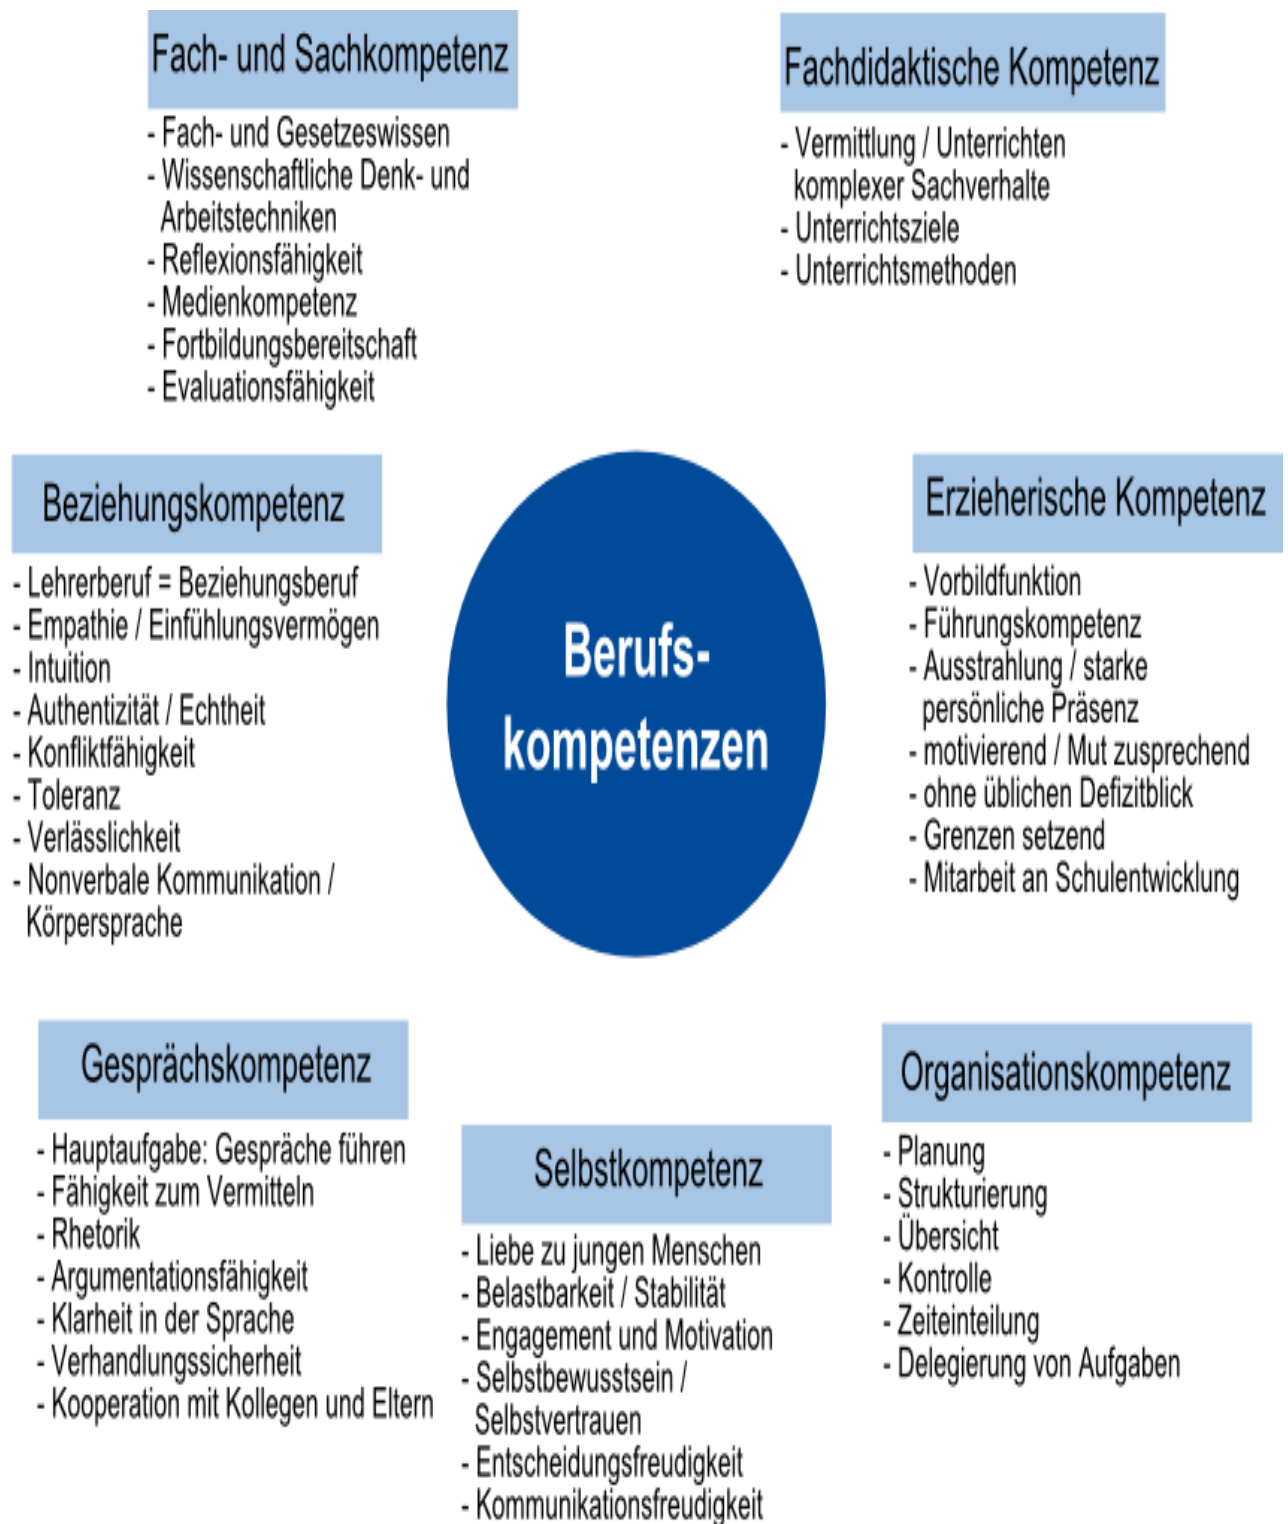 Fach- und Sachkompetenz
- Fach- und Gesetzeswissen
- Wissenschaftliche Denk- und
Arbeitstechniken
- Reflexionsfähigkeit
- Medienkompetenz
- Fortbildungsbereitschaft
- Evaluationsfähigkeit
Fachdidaktische Kompetenz
- Vermittlung / Unterrichten
komplexer Sachverhalte
- Unterrichtsziele
- Unterrichtsmethoden
Beziehungskompetenz
- Lehrerberuf = Beziehungsberuf
- Empathie / Einfühlungsvermögen
- Intuition
- Authentizität / Echtheit
- Konfliktfähigkeit
- Toleranz
- Verlässlichkeit
- Nonverbale Kommunikation /
Körpersprache
Berufs-
kompetenzen
Erzieherische Kompetenz
- Vorbildfunktion
- Führungskompetenz
- Ausstrahlung / starke
persönliche Präsenz
- motivierend / Mut zusprechend
- ohne üblichen Defizitblick
- Grenzen setzend
- Mitarbeit an Schulentwicklung
Gesprächskompetenz
- Hauptaufgabe: Gespräche führen
- Fähigkeit zum Vermitteln
- Rhetorik
- Argumentationsfähigkeit
- Klarheit in der Sprache
- Verhandlungssicherheit
- Kooperation mit Kollegen und Eltern
Selbstkompetenz
- Liebe zu jungen Menschen
- Belastbarkeit / Stabilität
- Engagement und Motivation
- Selbstbewusstsein /
Selbstvertrauen
- Entscheidungsfreudigkeit
- Kommunikationsfreudigkeit
Organisationskompetenz
- Planung
- Strukturierung
- Übersicht
- Kontrolle
- Zeiteinteilung
- Delegierung von Aufgaben